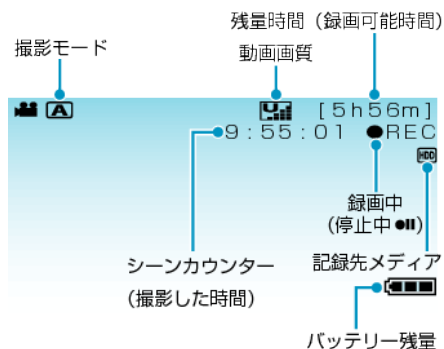 残量時間（録画可能時間）
撮影モード
動画画質
A
[5h56m]
9:55:01 ●REC
HDD
録画中
(停止中●II)
シーンカウンター
(撮影した時間)
記録先メディア
バッテリー残量